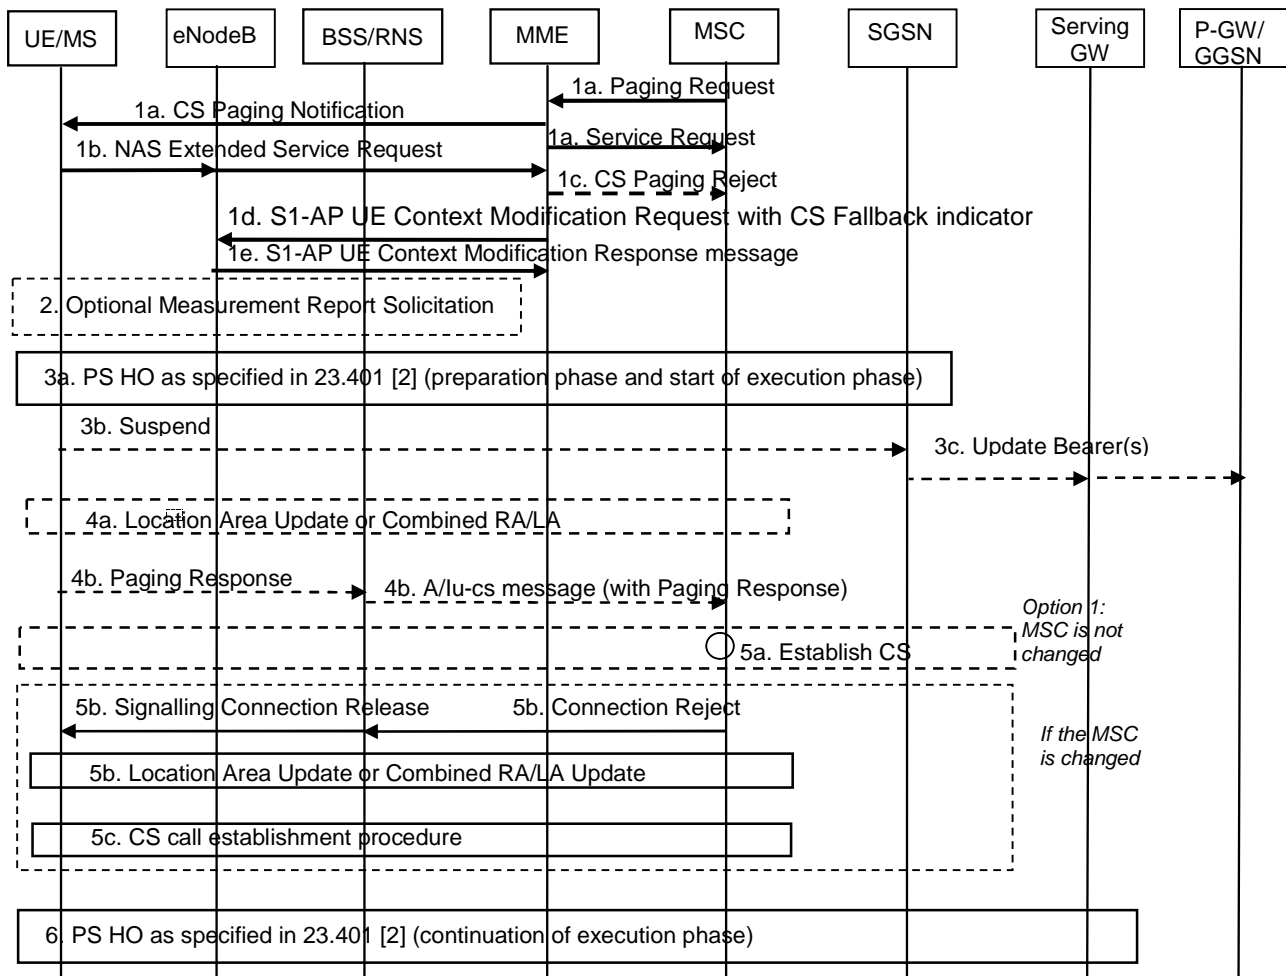 UE/MS
eNodeB
BSS/RNS
MME
MSC
SGSN
Serving
GW
P-GW/
GGSN
1a. Paging Request
1a. CS Paging Notification
1a. Service Request
1b. NAS Extended Service Request
1c. CS Paging Reject
1d. S1-AP UE Context Modification Request with CS Fallback indicator
1e. S1-AP UE Context Modification Response message
2. Optional Measurement Report Solicitation
3a. PS HO as specified in 23.401 [2] (preparation phase and start of execution phase)
3b. Suspend
3c. Update Bearer(s)
4a. Location Area Update or Combined RA/LA
4b. Paging Response
4b. A/Iu-cs message (with Paging Response)
Option 1:
MSC is not
changed
5a. Establish CS
5b. Signalling Connection Release
5b. Connection Reject
If the MSC
is changed
5b. Location Area Update or Combined RA/LA Update
5c. CS call establishment procedure
6. PS HO as specified in 23.401 [2] (continuation of execution phase)